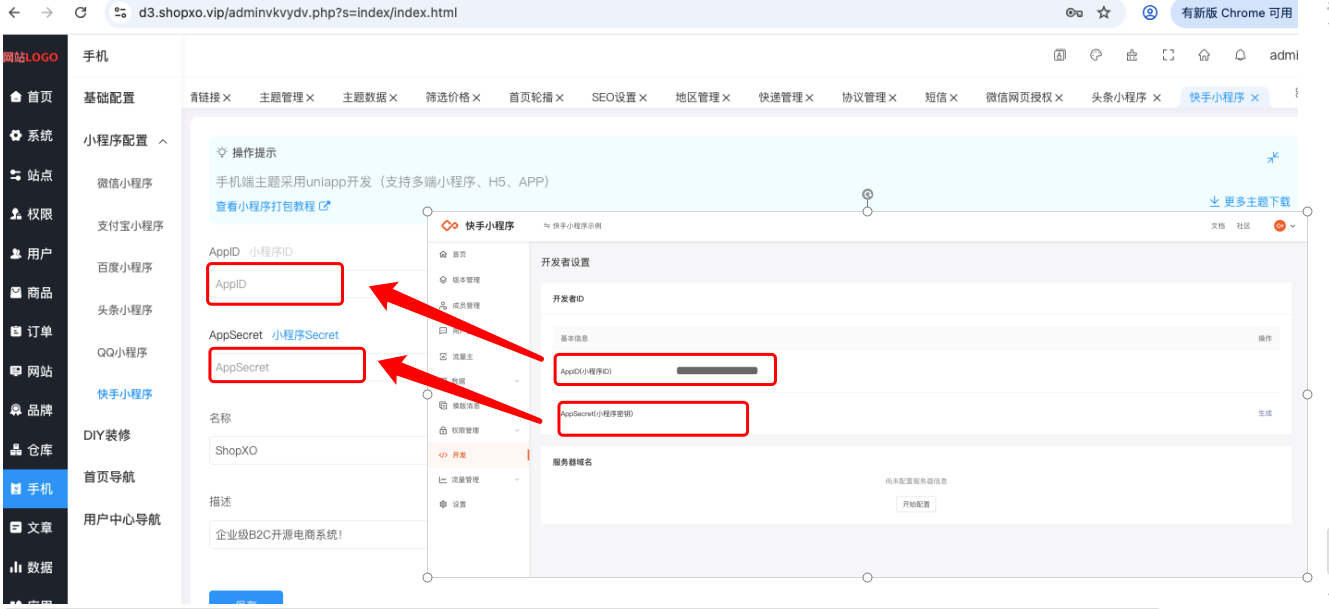 d3.shopxo.vip/adminvkvydv.php?s=index/index.html
有新版 Chrome 可用
网站LOGO
首页
系统
站点
权限
用户
商品
订单
网站
品牌
仓库
手机
文章
数据
手机
基础配置
小程序配置
微信小程序
支付宝小程序
百度小程序
头条小程序
QQ小程序
快手小程序
DIY装修
首页导航
用户中心导航
admi
情链接 主题管理 主题数据 筛选价格 首页轮播 SEO设置 地区管理 快递管理 协议管理 短信 微信网页授权 头条小程序 快手小程序
操作提示
手机端主题采用uniapp开发（支持多端小程序、H5、APP）
查看小程序打包教程
更多主题下载
AppID 小程序ID
AppID
AppSecret 小程序Secret
AppSecret
名称
ShopXO
描述
企业级B2C开源电商系统!
快手小程序
快手小程序示例
文档 社区
首页
版本管理
成员管理
流量主
数据
模版消息
权限管理
开发
流量管理
设置
开发者设置
开发者ID
基本信息 操作
AppID(小程序ID)
AppSecret(小程序密钥) 生成
服务器域名
尚未配置服务器信息
开始配置